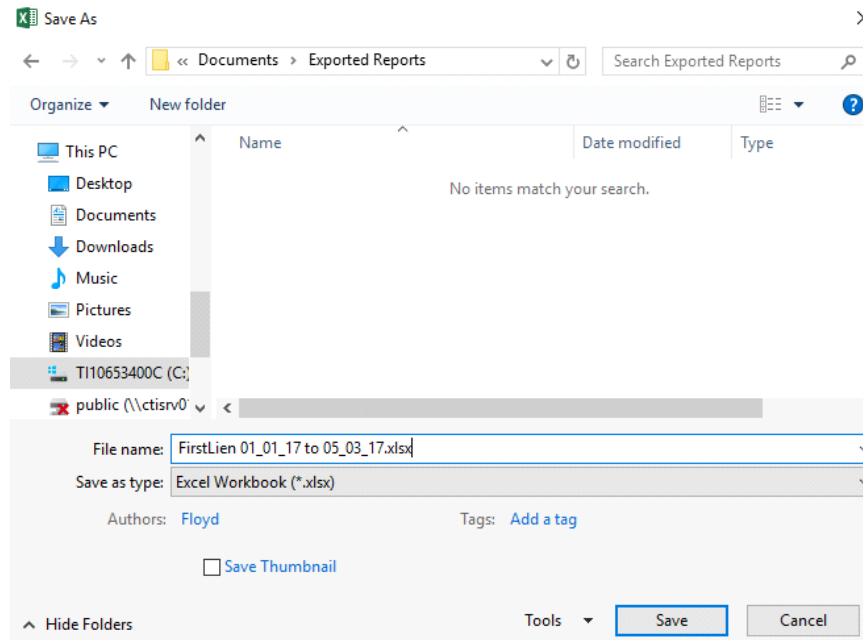 Save As
« Documents > Exported Reports
Search Exported Reports
Organize
New folder
Name
Date modified
Type
No items match your search.
This PC
Desktop
Documents
Downloads
Music
Pictures
Videos
TI10653400C (C:)
public (\\ctisrv0
File name: FirstLien 01_01_17 to 05_03_17.xlsx
Save as type: Excel Workbook (*.xlsx)
Authors: Floyd
Tags: Add a tag
Save Thumbnail
Hide Folders
Tools
Save
Cancel